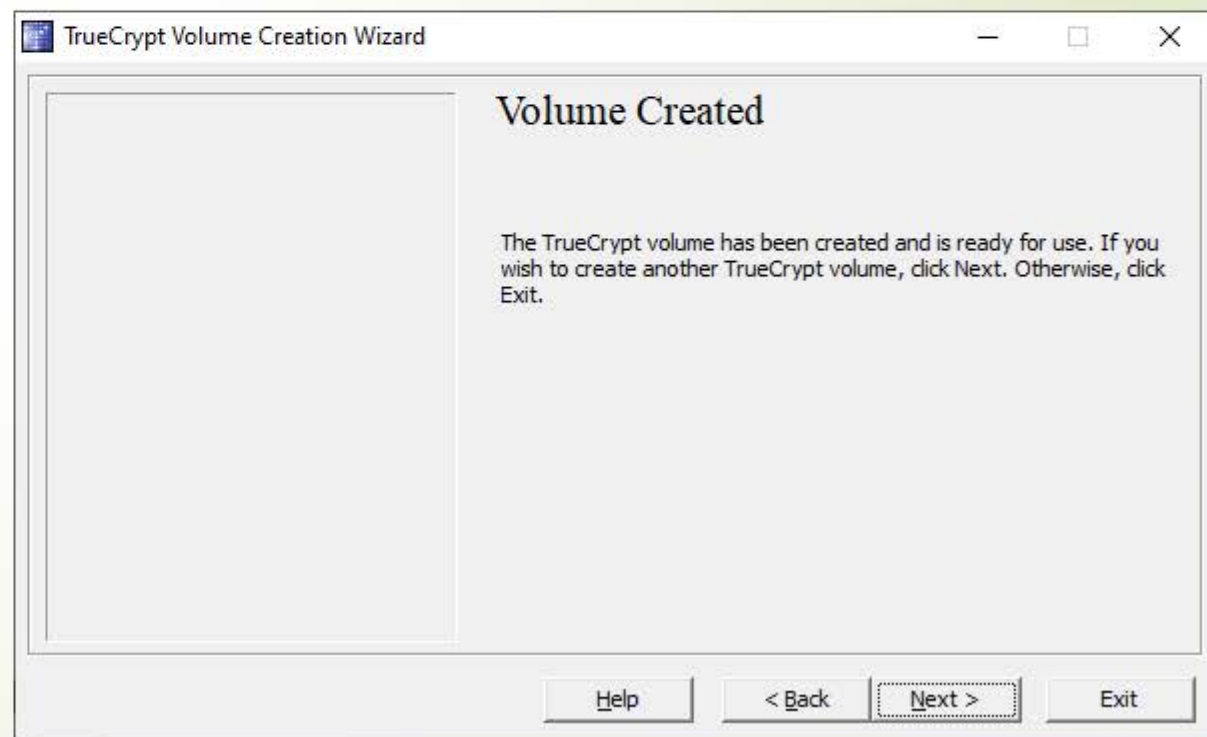 TrueCrypt Volume Creation Wizard
Volume Created
The TrueCrypt volume has been created and is ready for use. If you
wish to create another TrueCrypt volume, click Next. Otherwise, click
Exit.
Help
< Back
Next >
Exit